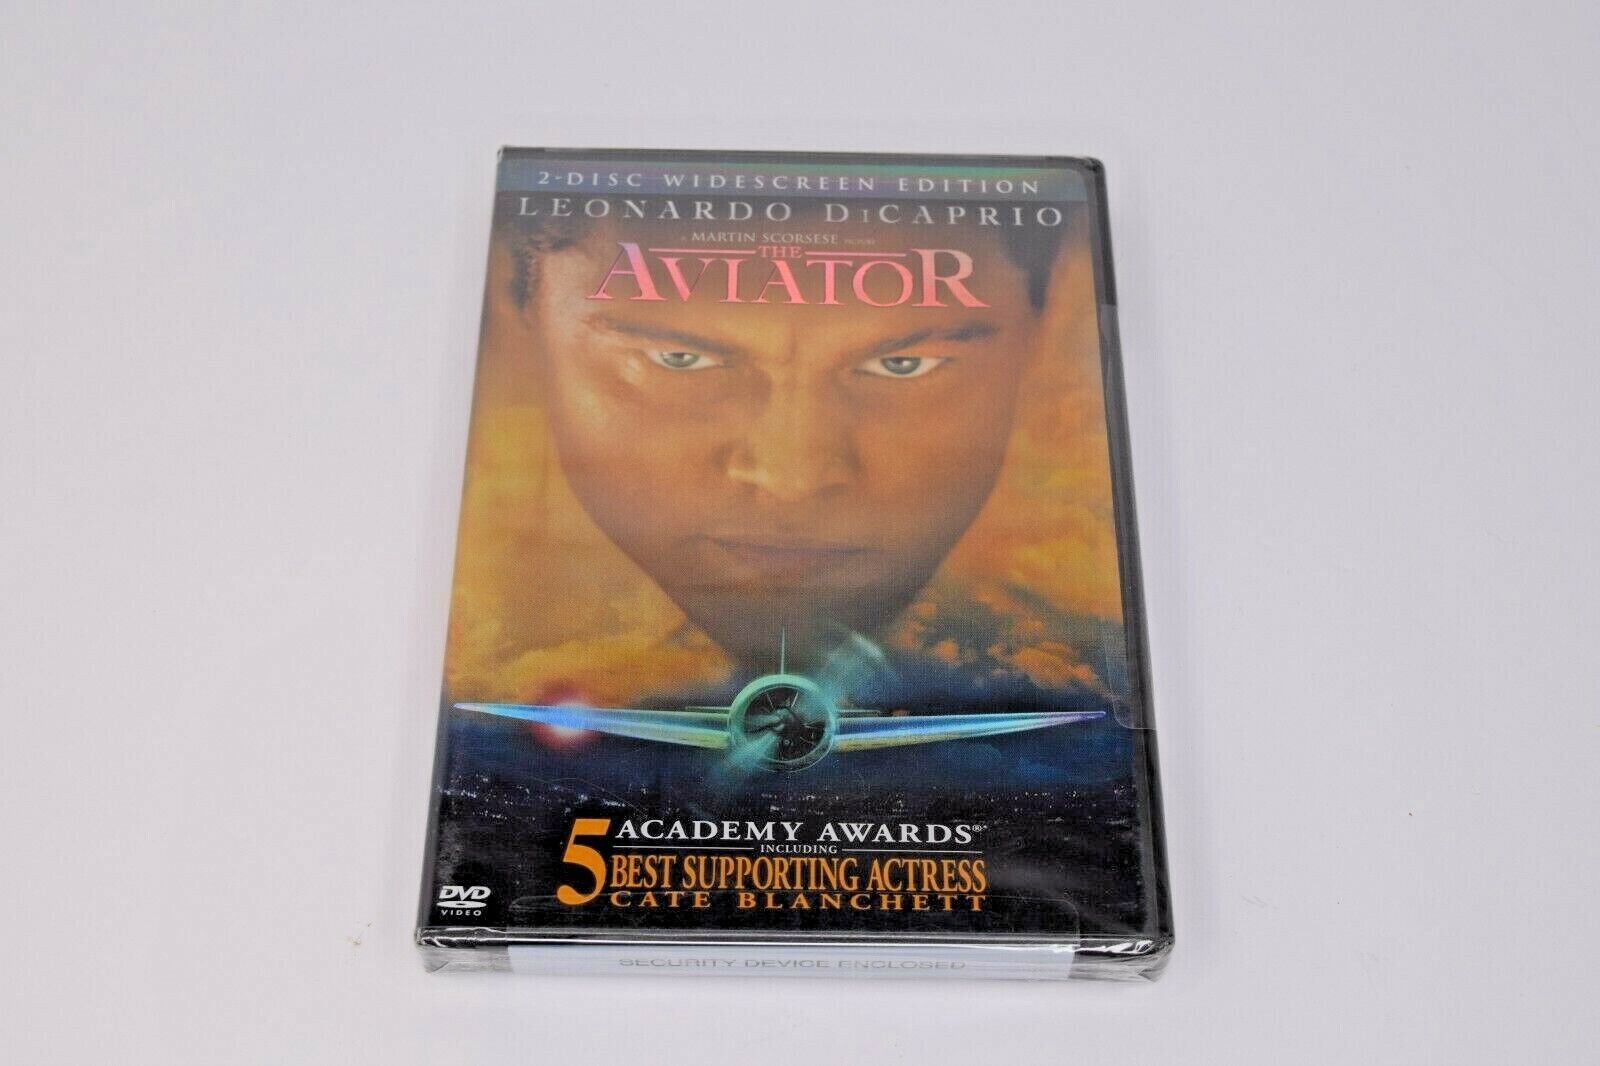 2-DISC WIDESCREEN EDITION
LEONARDO DiCAPRIO
A MARTIN SCORSESE PICTURE
THE
AVIATOR
5 ACADEMY AWARDS®
INCLUDING
BEST SUPPORTING ACTRESS
CATE BLANCHETT
DVD
VIDEO
SECURITY DEVICE ENCLOSED